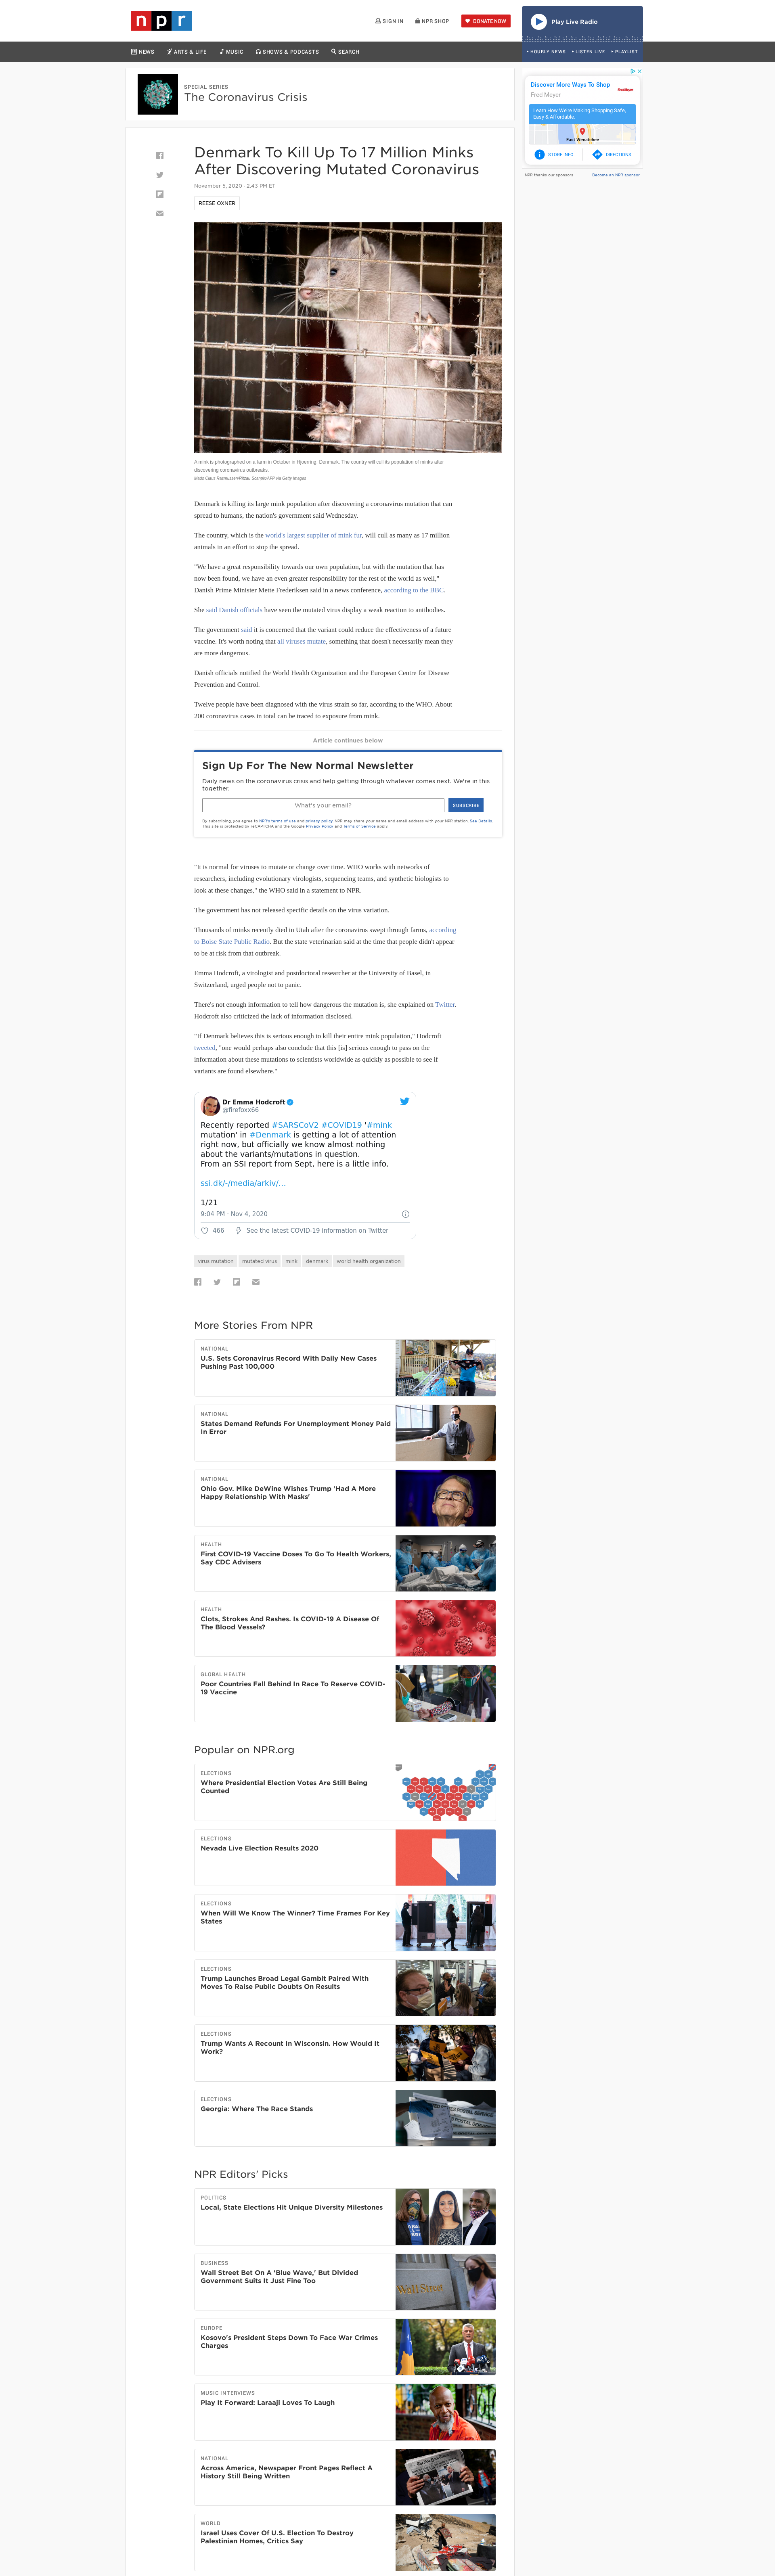 npr
SIGN IN
NPR SHOP
DONATE NOW
Play Live Radio
NEWS
ARTS & LIFE
MUSIC
SHOWS & PODCASTS
SEARCH
HOURLY NEWS
LISTEN LIVE
PLAYLIST
SPECIAL SERIES
The Coronavirus Crisis
Discover More Ways To Shop
Fred Meyer
Learn How We're Making Shopping Safe,
Easy & Affordable.
East Wenatchee
STORE INFO
DIRECTIONS
NPR thanks our sponsors
Become an NPR sponsor
Denmark To Kill Up To 17 Million Minks
After Discovering Mutated Coronavirus
November 5, 2020 · 2:43 PM ET
REESE OXNER
A mink is photographed on a farm in October in Hjoerring, Denmark. The country will cull its population of minks after
discovering coronavirus outbreaks.
Mads Claus Rasmussen/Ritzau Scanpix/AFP via Getty Images
Denmark is killing its large mink population after discovering a coronavirus mutation that can
spread to humans, the nation's government said Wednesday.
The country, which is the world's largest supplier of mink fur, will cull as many as 17 million
animals in an effort to stop the spread.
"We have a great responsibility towards our own population, but with the mutation that has
now been found, we have an even greater responsibility for the rest of the world as well,"
Danish Prime Minister Mette Frederiksen said in a news conference, according to the BBC.
She said Danish officials have seen the mutated virus display a weak reaction to antibodies.
The government said it is concerned that the variant could reduce the effectiveness of a future
vaccine. It's worth noting that all viruses mutate, something that doesn't necessarily mean they
are more dangerous.
Danish officials notified the World Health Organization and the European Centre for Disease
Prevention and Control.
Twelve people have been diagnosed with the virus strain so far, according to the WHO. About
200 coronavirus cases in total can be traced to exposure from mink.
Article continues below
Sign Up For The New Normal Newsletter
Daily news on the coronavirus crisis and help getting through whatever comes next. We're in this
together.
What's your email?
SUBSCRIBE
By subscribing, you agree to NPR's terms of use and privacy policy. NPR may share your name and email address with your NPR station. See Details.
This site is protected by reCAPTCHA and the Google Privacy Policy and Terms of Service apply.
"It is normal for viruses to mutate or change over time. WHO works with networks of
researchers, including evolutionary virologists, sequencing teams, and synthetic biologists to
look at these changes," the WHO said in a statement to NPR.
The government has not released specific details on the virus variation.
Thousands of minks recently died in Utah after the coronavirus swept through farms, according
to Boise State Public Radio. But the state veterinarian said at the time that people didn't appear
to be at risk from that outbreak.
Emma Hodcroft, a virologist and postdoctoral researcher at the University of Basel, in
Switzerland, urged people not to panic.
There's not enough information to tell how dangerous the mutation is, she explained on Twitter.
Hodcroft also criticized the lack of information disclosed.
"If Denmark believes this is serious enough to kill their entire mink population," Hodcroft
tweeted, "one would perhaps also conclude that this [is] serious enough to pass on the
information about these mutations to scientists worldwide as quickly as possible to see if
variants are found elsewhere."
Dr Emma Hodcroft
@firefoxx66
Recently reported #SARSCoV2 #COVID19 '#mink
mutation' in #Denmark is getting a lot of attention
right now, but officially we know almost nothing
about the variants/mutations in question.
From an SSI report from Sept, here is a little info.
ssi.dk/-/media/arkiv/...
1/21
9:04 PM · Nov 4, 2020
466
See the latest COVID-19 information on Twitter
virus mutation
mutated virus
mink
denmark
world health organization
More Stories From NPR
NATIONAL
U.S. Sets Coronavirus Record With Daily New Cases
Pushing Past 100,000
NATIONAL
States Demand Refunds For Unemployment Money Paid
In Error
NATIONAL
Ohio Gov. Mike DeWine Wishes Trump 'Had A More
Happy Relationship With Masks'
HEALTH
First COVID-19 Vaccine Doses To Go To Health Workers,
Say CDC Advisers
HEALTH
Clots, Strokes And Rashes. Is COVID-19 A Disease Of
The Blood Vessels?
GLOBAL HEALTH
Poor Countries Fall Behind In Race To Reserve COVID-
19 Vaccine
Popular on NPR.org
ELECTIONS
Where Presidential Election Votes Are Still Being
Counted
ELECTIONS
Nevada Live Election Results 2020
ELECTIONS
When Will We Know The Winner? Time Frames For Key
States
ELECTIONS
Trump Launches Broad Legal Gambit Paired With
Moves To Raise Public Doubts On Results
ELECTIONS
Trump Wants A Recount In Wisconsin. How Would It
Work?
ELECTIONS
Georgia: Where The Race Stands
NPR Editors' Picks
POLITICS
Local, State Elections Hit Unique Diversity Milestones
BUSINESS
Wall Street Bet On A 'Blue Wave,' But Divided
Government Suits It Just Fine Too
Wall Street
EUROPE
Kosovo's President Steps Down To Face War Crimes
Charges
MUSIC INTERVIEWS
Play It Forward: Laraaji Loves To Laugh
NATIONAL
Across America, Newspaper Front Pages Reflect A
History Still Being Written
WORLD
Israel Uses Cover Of U.S. Election To Destroy
Palestinian Homes, Critics Say